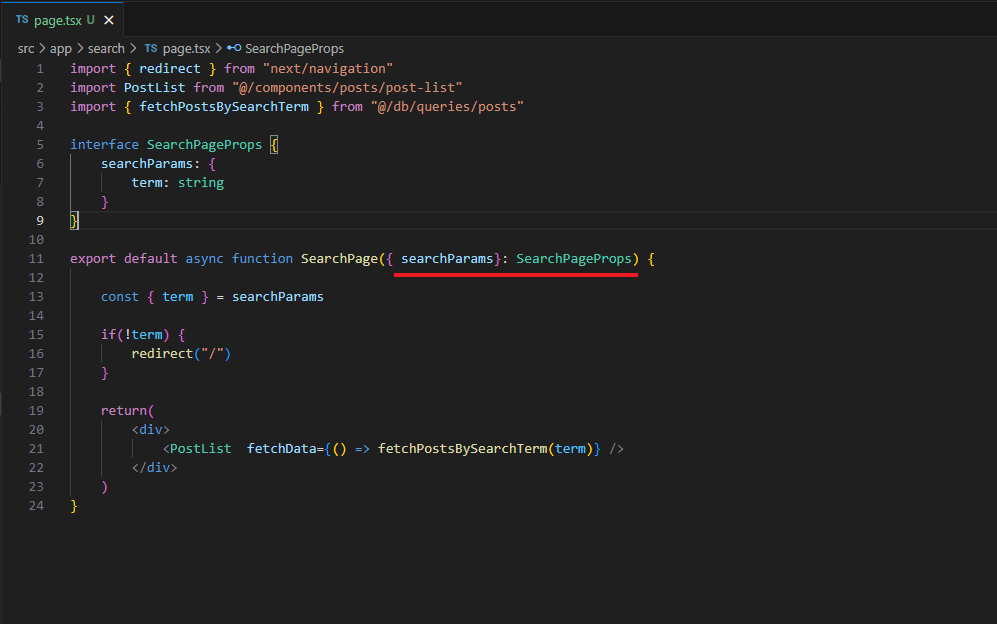 TS page.tsx U ×
src > app > search > TS page.tsx > SearchPageProps
1 import { redirect } from "next/navigation"
2 import PostList from "@/components/posts/post-list"
3 import { fetchPostsBySearchTerm } from "@/db/queries/posts"
4
5 interface SearchPageProps {
6     searchParams: {
7         term: string
8     }
9 }
10
11 export default async function SearchPage({ searchParams}: SearchPageProps) {
12
13     const { term } = searchParams
14
15     if(!term) {
16         redirect("/")
17     }
18
19     return(
20         <div>
21             <PostList  fetchData={() => fetchPostsBySearchTerm(term)} />
22         </div>
23     )
24 }